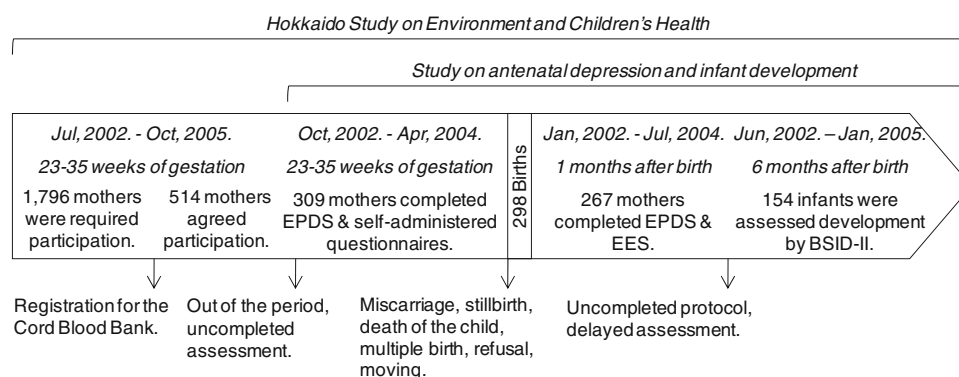 Hokkaido Study on Environment and Children's Health
Study on antenatal depression and infant development
Jul, 2002. - Oct, 2005.
23-35 weeks of gestation
1,796 mothers
were required
participation.
514 mothers
agreed
participation.
Oct, 2002. - Apr, 2004.
23-35 weeks of gestation
309 mothers completed
EPDS & self-administered
questionnaires.
298 Births
Jan, 2002. - Jul, 2004.
1 months after birth
267 mothers
completed EPDS &
EES.
Jun, 2002. – Jan, 2005.
6 months after birth
154 infants were
assessed development
by BSID-II.
Registration for the
Cord Blood Bank.
Out of the period,
uncompleted
assessment.
Miscarriage, stillbirth,
death of the child,
multiple birth, refusal,
moving.
Uncompleted protocol,
delayed assessment.